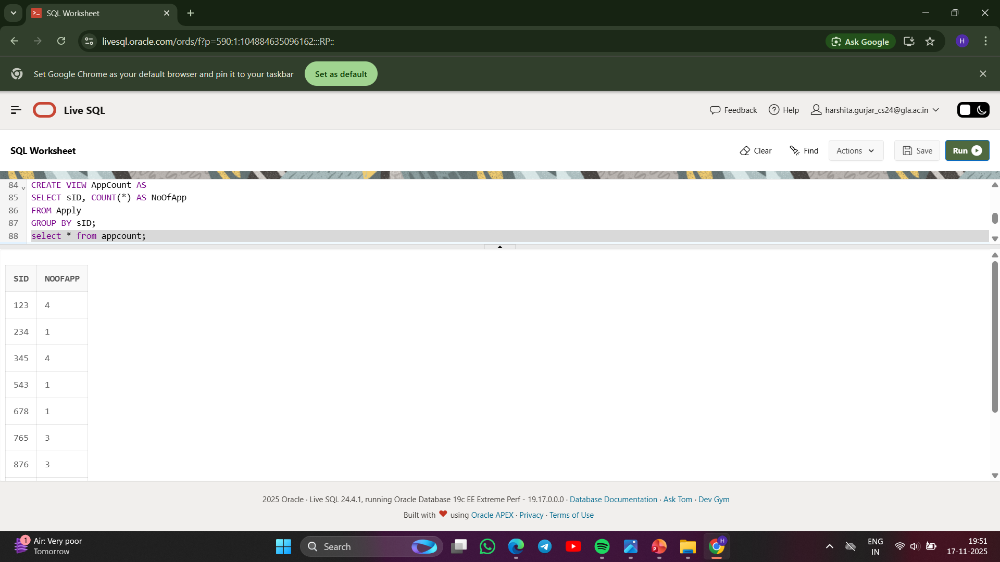 SQL Worksheet
livesql.oracle.com/ords/f?p=590:1:104884635096162:::RP::
Ask Google
H
Set Google Chrome as your default browser and pin it to your taskbar
Set as default
Live SQL
Feedback
Help
harshita.gurjar_cs24@gla.ac.in
SQL Worksheet
Clear
Find
Actions
Save
Run
84 CREATE VIEW AppCount AS
85 SELECT sID, COUNT(*) AS NoOfApp
86 FROM Apply
87 GROUP BY sID;
88 select * from appcount;
SID NOOFAPP
123 4
234 1
345 4
543 1
678 1
765 3
876 3
2025 Oracle · Live SQL 24.4.1, running Oracle Database 19c EE Extreme Perf - 19.17.0.0.0 · Database Documentation · Ask Tom · Dev Gym
Built with ❤ using Oracle APEX · Privacy · Terms of Use
1
Air: Very poor
Tomorrow
Search
P
H
ENG
IN
19:51
17-11-2025